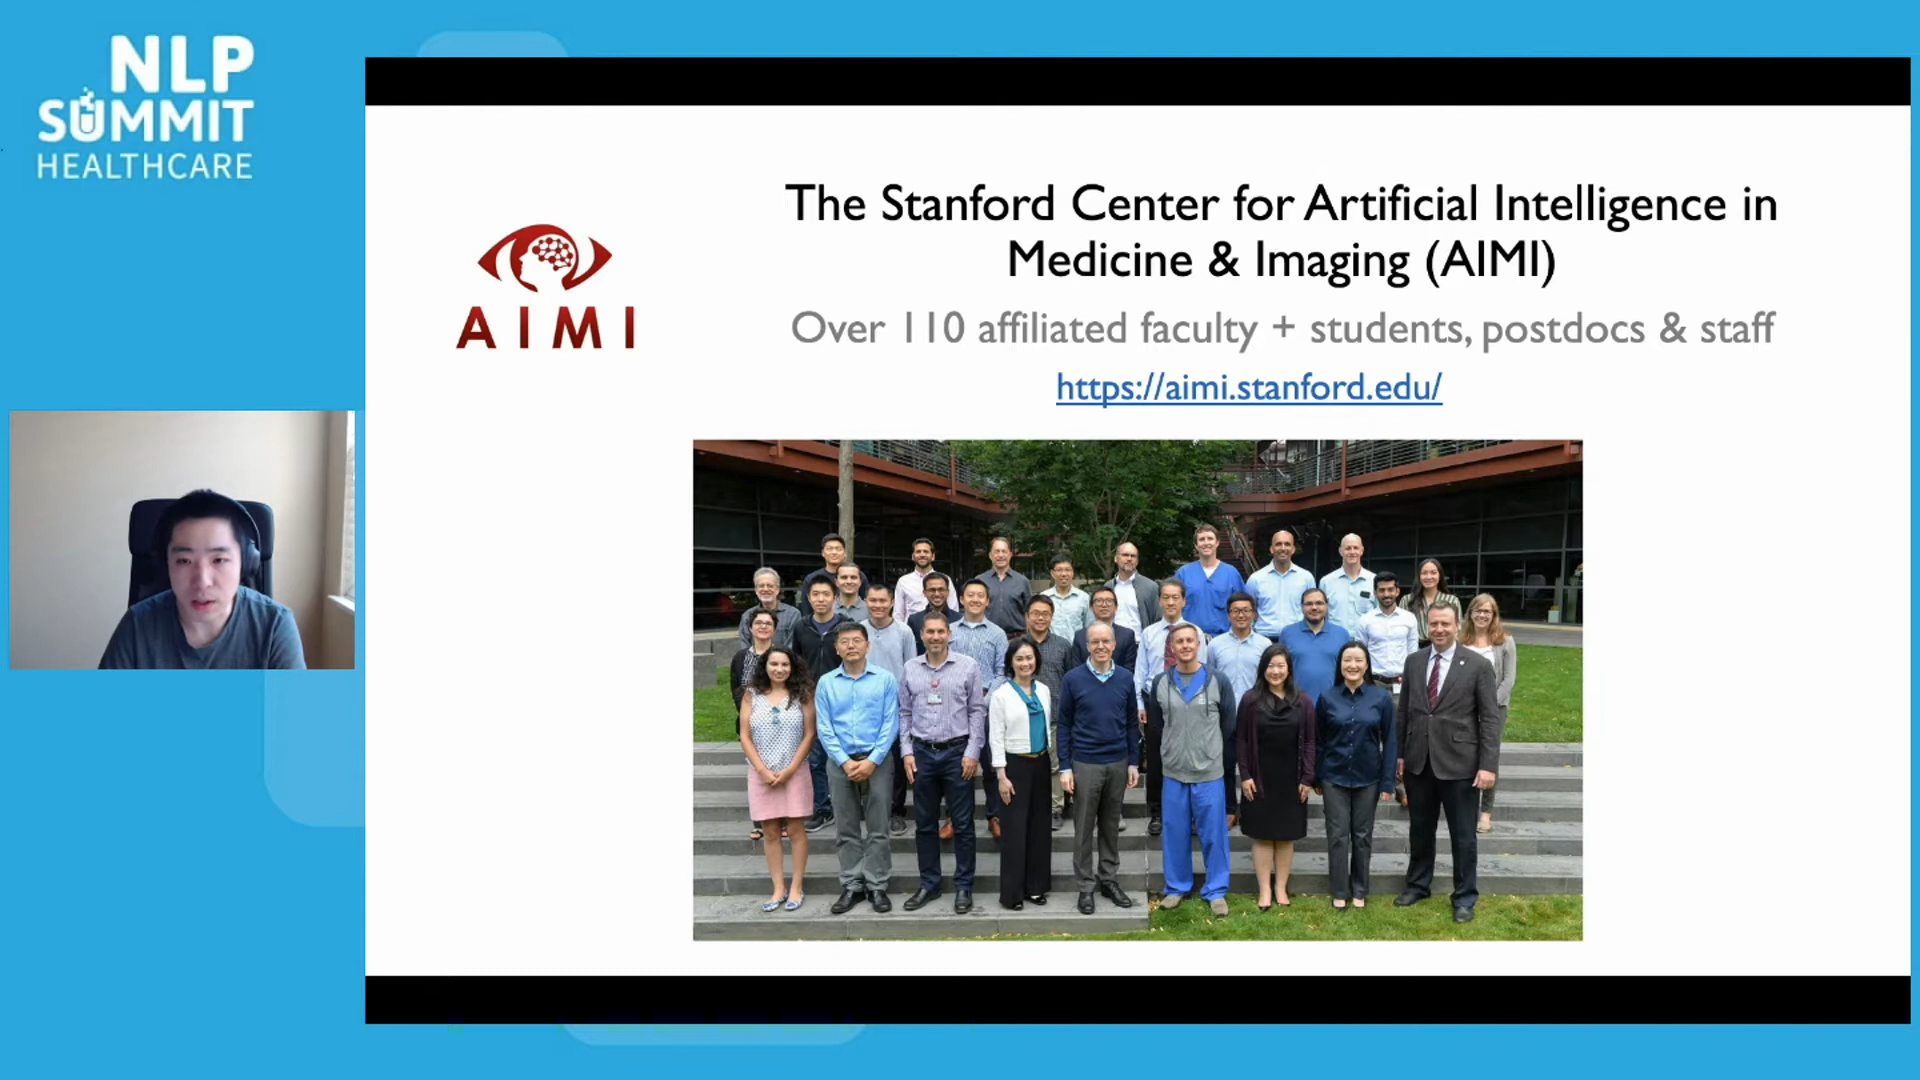 NLP
SUMMIT
HEALTHCARE
AIMI
The Stanford Center for Artificial Intelligence in
Medicine & Imaging (AIMI)
Over 110 affiliated faculty + students, postdocs & staff
https://aimi.stanford.edu/